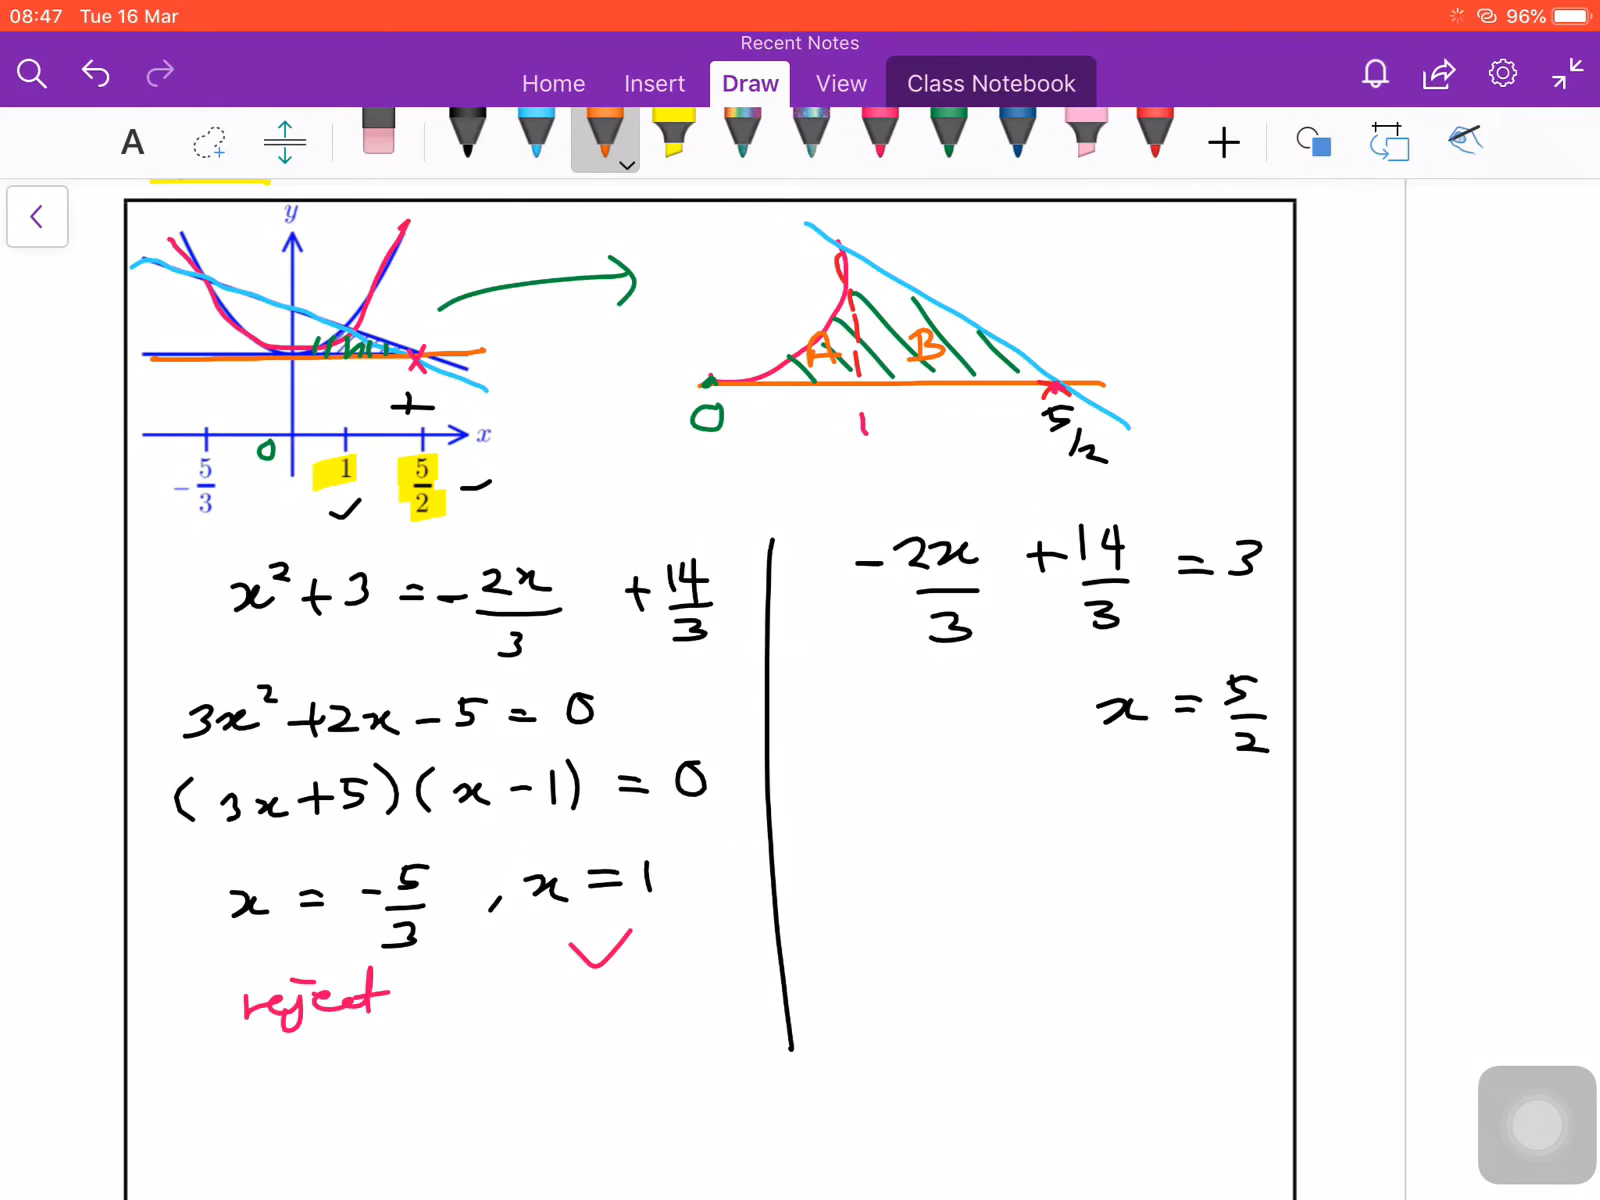 08:47 Tue 16 Mar 96%
Recent Notes
Home Insert Draw View Class Notebook
A
y
x
0
-5/3 1 5/2
A B
0 1 5/2
x² + 3 = -2x/3 + 14/3
3x² + 2x - 5 = 0
(3x + 5)(x - 1) = 0
x = -5/3 , x = 1
reject
-2x/3 + 14/3 = 3
x = 5/2